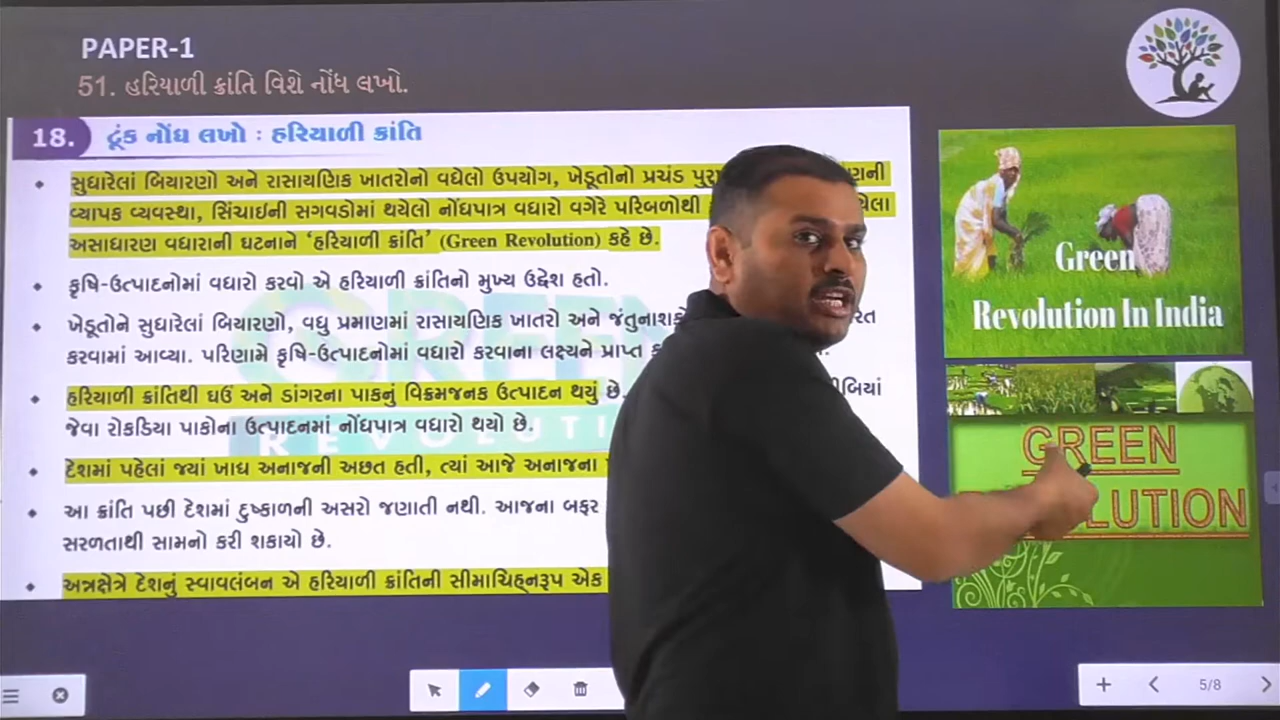 PAPER-1
51. હરિયાળી ક્રાંતિ વિશે નોંધ લખો.
18. ટૂંક નોંધ લખો : હરિયાળી ક્રાંતિ
• સુધારેલાં બિયારણો અને રાસાયણિક ખાતરોનો વધેલો ઉપયોગ, ખેડૂતોનો પ્રચંડ
વ્યાપક વ્યવસ્થા, સિંચાઈની સગવડોમાં થયેલો નોંધપાત્ર વધારો વગેરે પરિબળોથી
અસાધારણ વધારાની ઘટનાને ‘હરિયાળી ક્રાંતિ’ (Green Revolution) કહે છે.
• કૃષિ-ઉત્પાદનોમાં વધારો કરવો એ હરિયાળી ક્રાંતિનો મુખ્ય ઉદ્દેશ હતો.
• ખેડૂતોને સુધારેલાં બિયારણો, વધુ પ્રમાણમાં રાસાયણિક ખાતરો અને
કરવામાં આવ્યા. પરિણામે કૃષિ-ઉત્પાદનોમાં વધારો કરવાના લક્ષ્યને પ્રાપ્ત
• હરિયાળી ક્રાંતિથી ઘઉં અને ડાંગરના પાકનું વિક્રમજનક ઉત્પાદન થયું છે.
જેવા રોકડિયા પાકોના ઉત્પાદનમાં નોંધપાત્ર વધારો થયો છે.
• દેશમાં પહેલાં જ્યાં ખાદ્ય અનાજની અછત હતી, ત્યાં આજે અનાજના
• આ ક્રાંતિ પછી દેશમાં દુષ્કાળની અસરો જણાતી નથી. આજના બફર
સરળતાથી સામનો કરી શકાયો છે.
• અન્નક્ષેત્રે દેશનું સ્વાવલંબન એ હરિયાળી ક્રાંતિની સીમાચિહ્નરૂપ એક
Green
Revolution In India
GREEN
5/8